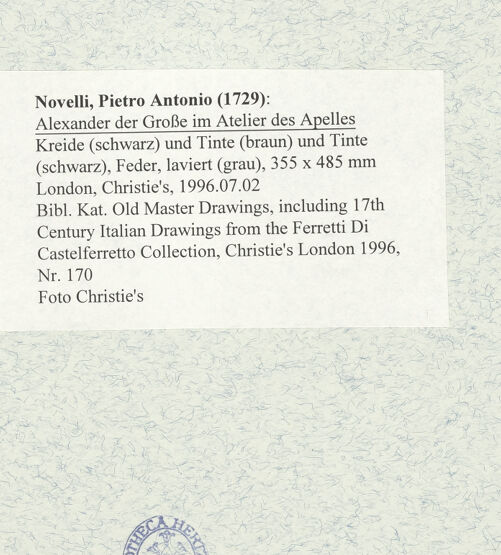 Novelli, Pietro Antonio (1729):
Alexander der Große im Atelier des Apelles
Kreide (schwarz) und Tinte (braun) und Tinte
(schwarz), Feder, laviert (grau), 355 x 485 mm
London, Christie's, 1996.07.02
Bibl. Kat. Old Master Drawings, including 17th
Century Italian Drawings from the Ferretti Di
Castelferretto Collection, Christie's London 1996,
Nr. 170
Foto Christie's